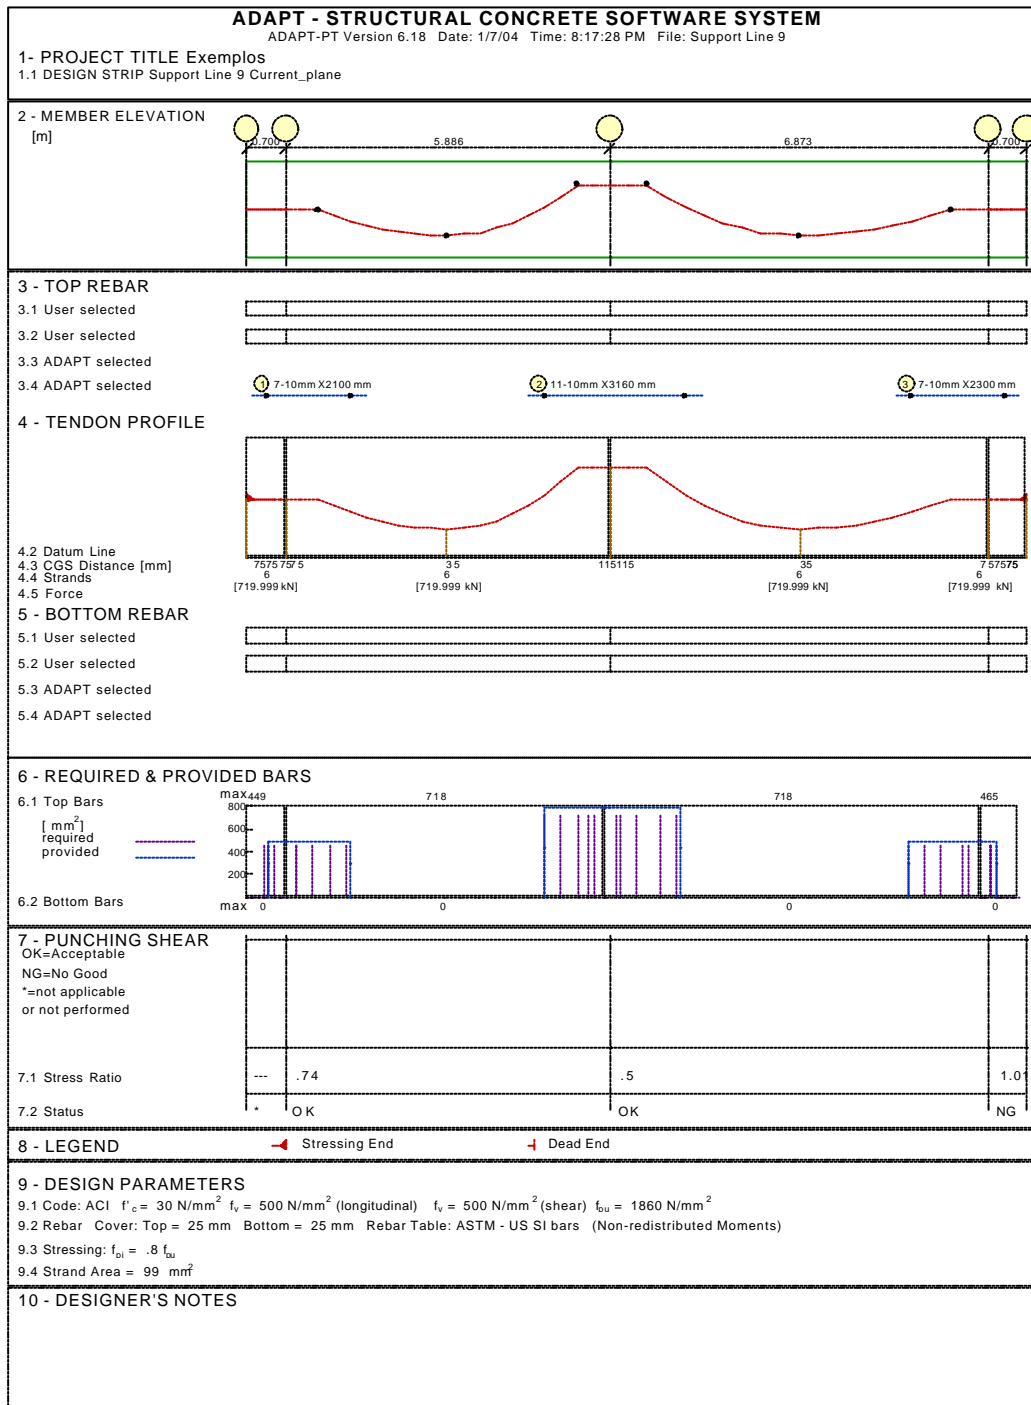 ADAPT - STRUCTURAL CONCRETE SOFTWARE SYSTEM
ADAPT-PT Version 6.18 Date: 1/7/04 Time: 8:17:28 PM File: Support Line 9
1- PROJECT TITLE Exemplos
1.1 DESIGN STRIP Support Line 9 Current_plane
2 - MEMBER ELEVATION
[m]
0.700 5.886 6.873 0.700
3 - TOP REBAR
3.1 User selected
3.2 User selected
3.3 ADAPT selected
3.4 ADAPT selected
1 7-10mm X2100 mm 2 11-10mm X3160 mm 3 7-10mm X2300 mm
4 - TENDON PROFILE
4.2 Datum Line
4.3 CGS Distance [mm] 7575 7575 35 115115 35 757575
4.4 Strands 6 6 6 6
4.5 Force [719.999 kN] [719.999 kN] [719.999 kN] [719.999 kN]
5 - BOTTOM REBAR
5.1 User selected
5.2 User selected
5.3 ADAPT selected
5.4 ADAPT selected
6 - REQUIRED & PROVIDED BARS
6.1 Top Bars max 449 718 718 465
[ mm²]
required
provided
800
600
400
200
6.2 Bottom Bars max 0 0 0 0
7 - PUNCHING SHEAR
OK=Acceptable
NG=No Good
*=not applicable
or not performed
7.1 Stress Ratio --- .74 .5 1.01
7.2 Status * OK OK NG
8 - LEGEND Stressing End Dead End
9 - DESIGN PARAMETERS
9.1 Code: ACI f'c = 30 N/mm² fy = 500 N/mm² (longitudinal) fy = 500 N/mm² (shear) fpu = 1860 N/mm²
9.2 Rebar Cover: Top = 25 mm Bottom = 25 mm Rebar Table: ASTM - US SI bars (Non-redistributed Moments)
9.3 Stressing: fpi = .8 fpu
9.4 Strand Area = 99 mm²
10 - DESIGNER'S NOTES